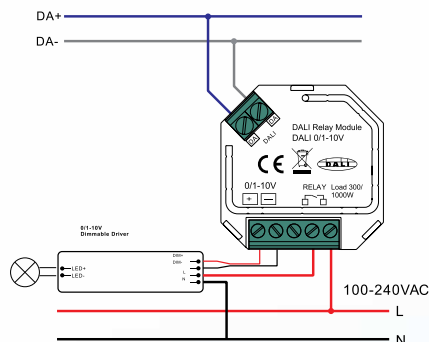 DA+
DA-
DA
DALI
DA
DALI Relay Module
DALI 0/1-10V
CE
DALI
0/1-10V
+ —
RELAY
Load 300/
1000W
0/1-10V
Dimmable Driver
DIM+
DIM-
L
N
LED+
LED-
100-240VAC
L
N